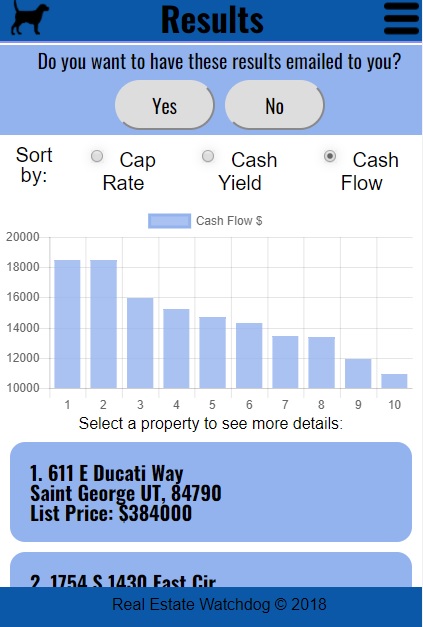 Results
Do you want to have these results emailed to you?
Yes No
Sort by:
Cap Rate
Cash Yield
Cash Flow
Cash Flow $
20000
18000
16000
14000
12000
10000
1 2 3 4 5 6 7 8 9 10
Select a property to see more details:
1. 611 E Ducati Way
Saint George UT, 84790
List Price: $384000
2. 1754 S 1430 East Cir
Real Estate Watchdog © 2018